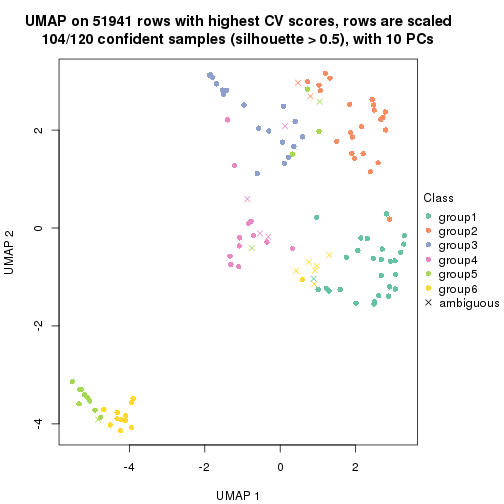 UMAP on 51941 rows with highest CV scores, rows are scaled
104/120 confident samples (silhouette > 0.5), with 10 PCs
UMAP 2
2
0
-2
-4
-4
-2
0
2
UMAP 1
Class
group1
group2
group3
group4
group5
group6
ambiguous